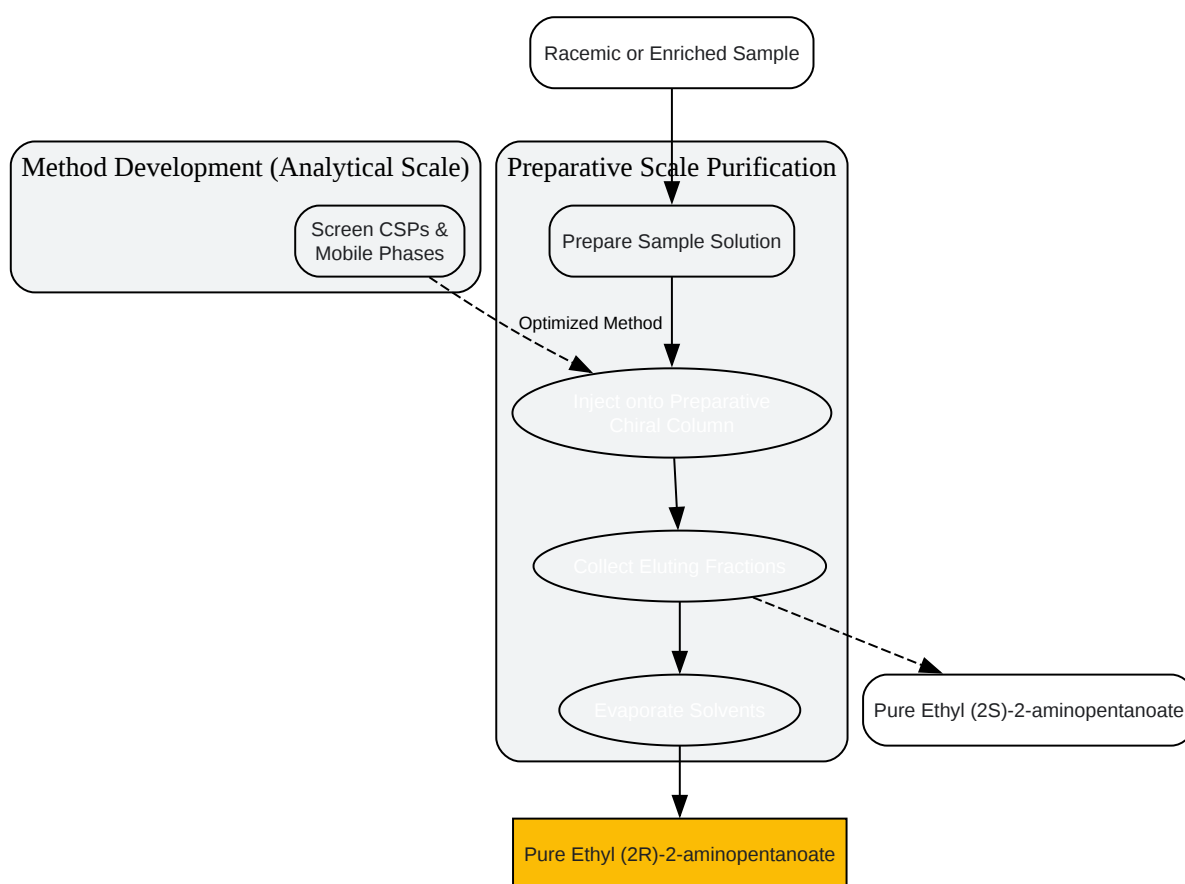 Racemic or Enriched Sample
Method Development (Analytical Scale)
Preparative Scale Purification
Screen CSPs &
Mobile Phases
Prepare Sample Solution
Optimized Method
Inject onto Preparative
Chiral Column
Collect Eluting Fractions
Evaporate Solvents
Pure Ethyl (2S)-2-aminopentanoate
Pure Ethyl (2R)-2-aminopentanoate